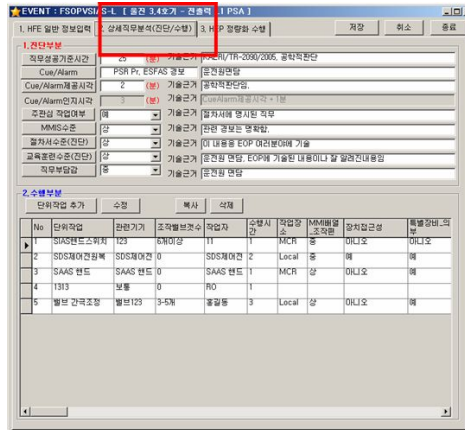 EVENT : FSOPVSIAS-L [ 울진 3,4호기 - 전출력 L1 PSA ]
1. HFE 일반 정보입력 2. 상세직무분석(진단/수행) 3. HEP 정량화 수행 저장 취소 종료
1.진단부분
직무성공기준시간 25 (분) 기술근거 KAERI/TR-2090/2005, 공학적판단
Cue/Alarm PSR Pr, ESFAS 경보 운전원면담
Cue/Alarm제공시각 2 (분) 기술근거 공학적판단임,
Cue/Alarm인지시각 3 (분) 기술근거 CueAlarm제공시각 + 1분
주관심 작업여부 예 기술근거 절차서에 명시된 직무
MMIS수준 상 기술근거 관련 경보는 명확함,
절차서수준(진단) 상 기술근거 이 내용을 EOP 여러분야에 기술
교육훈련수준(진단) 상 기술근거 운전원 면담, EOP에 기술된 내용이나 잘 알려진내용임
직무부담감 중 기술근거 운전원 면담
2.수행부분
단위작업 추가 수정 복사 삭제
No 단위작업 관련기기 조작밸브갯수 작업자 수행시간 작업장소 MMI배열_조작편 장치접근성 특별장비_의부
1 SIAS핸드스위치 123 6개이상 11 1 MCR 중 아니오 아니오
2 SDS제어전원복 SDS제어전 0 SDS제어전 2 Local 중 예 예
3 SAAS 핸드 SAAS 핸드 0 SAAS 핸드 1 MCR 상 아니오 예
4 1313 보통 0 RO 1
5 밸브 간극조정 밸브123 3-5개 홍길동 3 Local 상 아니오 예